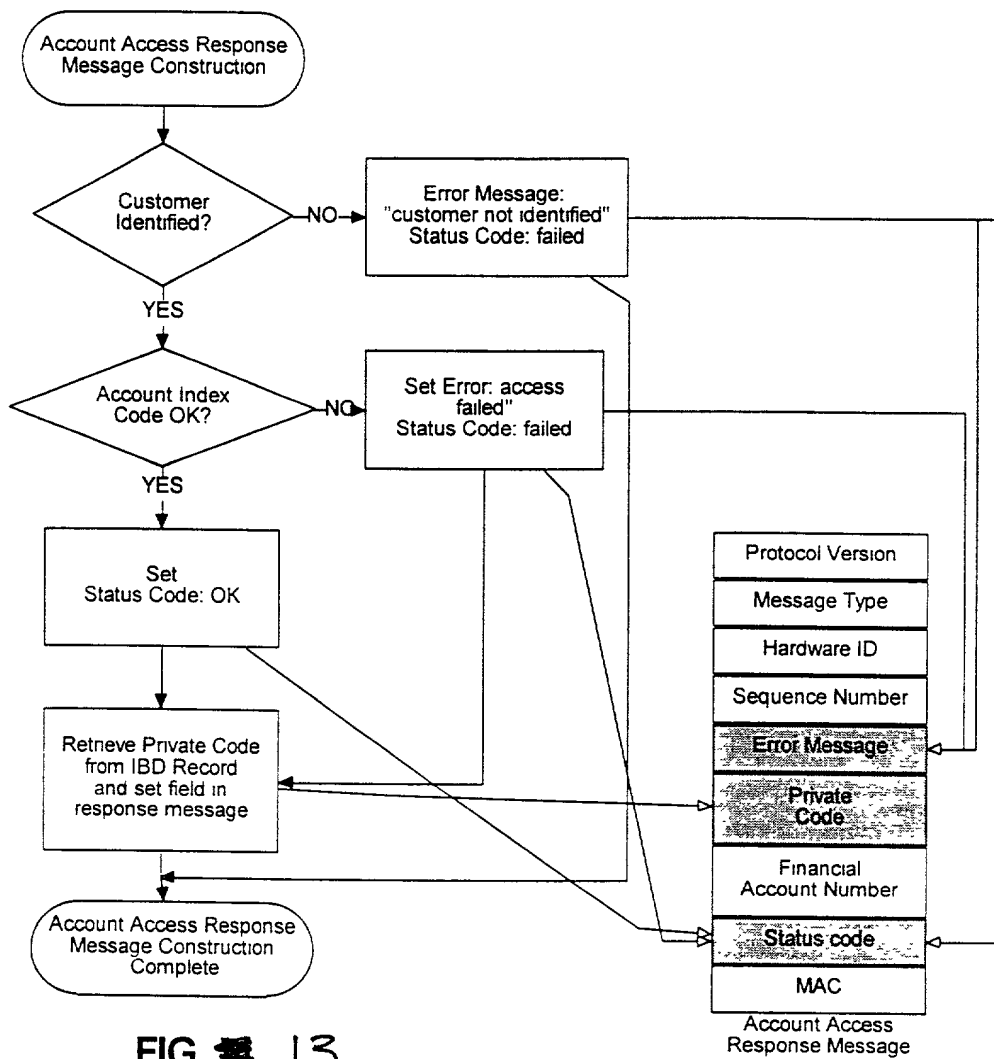 Account Access Response
Message Construction
Customer
Identified?
NO
Error Message:
"customer not identified"
Status Code: failed
YES
Account Index
Code OK?
NO
Set Error: access
failed"
Status Code: failed
YES
Set
Status Code: OK
Retrieve Private Code
from IBD Record
and set field in
response message
Account Access Response
Message Construction
Complete
Protocol Version
Message Type
Hardware ID
Sequence Number
Error Message
Private
Code
Financial
Account Number
Status code
MAC
Account Access
Response Message
FIG. 13